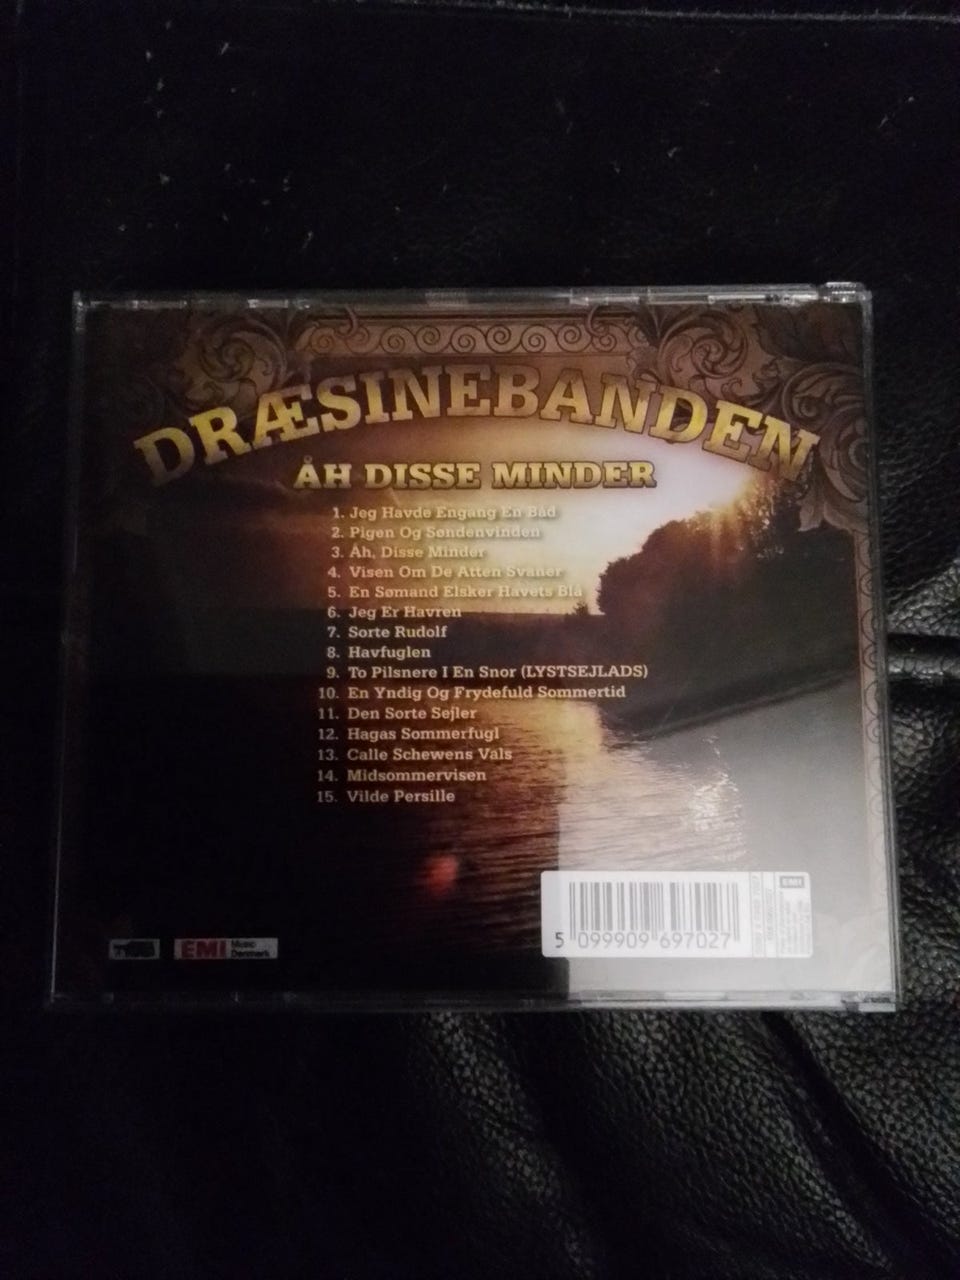 DRÆSINEBANDEN
ÅH DISSE MINDER
1. Jeg Havde Engang En Båd
2. Pigen Og Søndenvinden
3. Åh, Disse Minder
4. Visen Om De Atten Svaner
5. En Sømand Elsker Havets Blå
6. Jeg Er Havren
7. Sorte Rudolf
8. Havfuglen
9. To Pilsnere I En Snor (LYSTSEJLADS)
10. En Yndig Og Frydefuld Sommertid
11. Den Sorte Sejler
12. Hagas Sommerfugl
13. Calle Schewens Vals
14. Midsommervisen
15. Vilde Persille
EMI Music Denmark
5 099909 697027
EMI